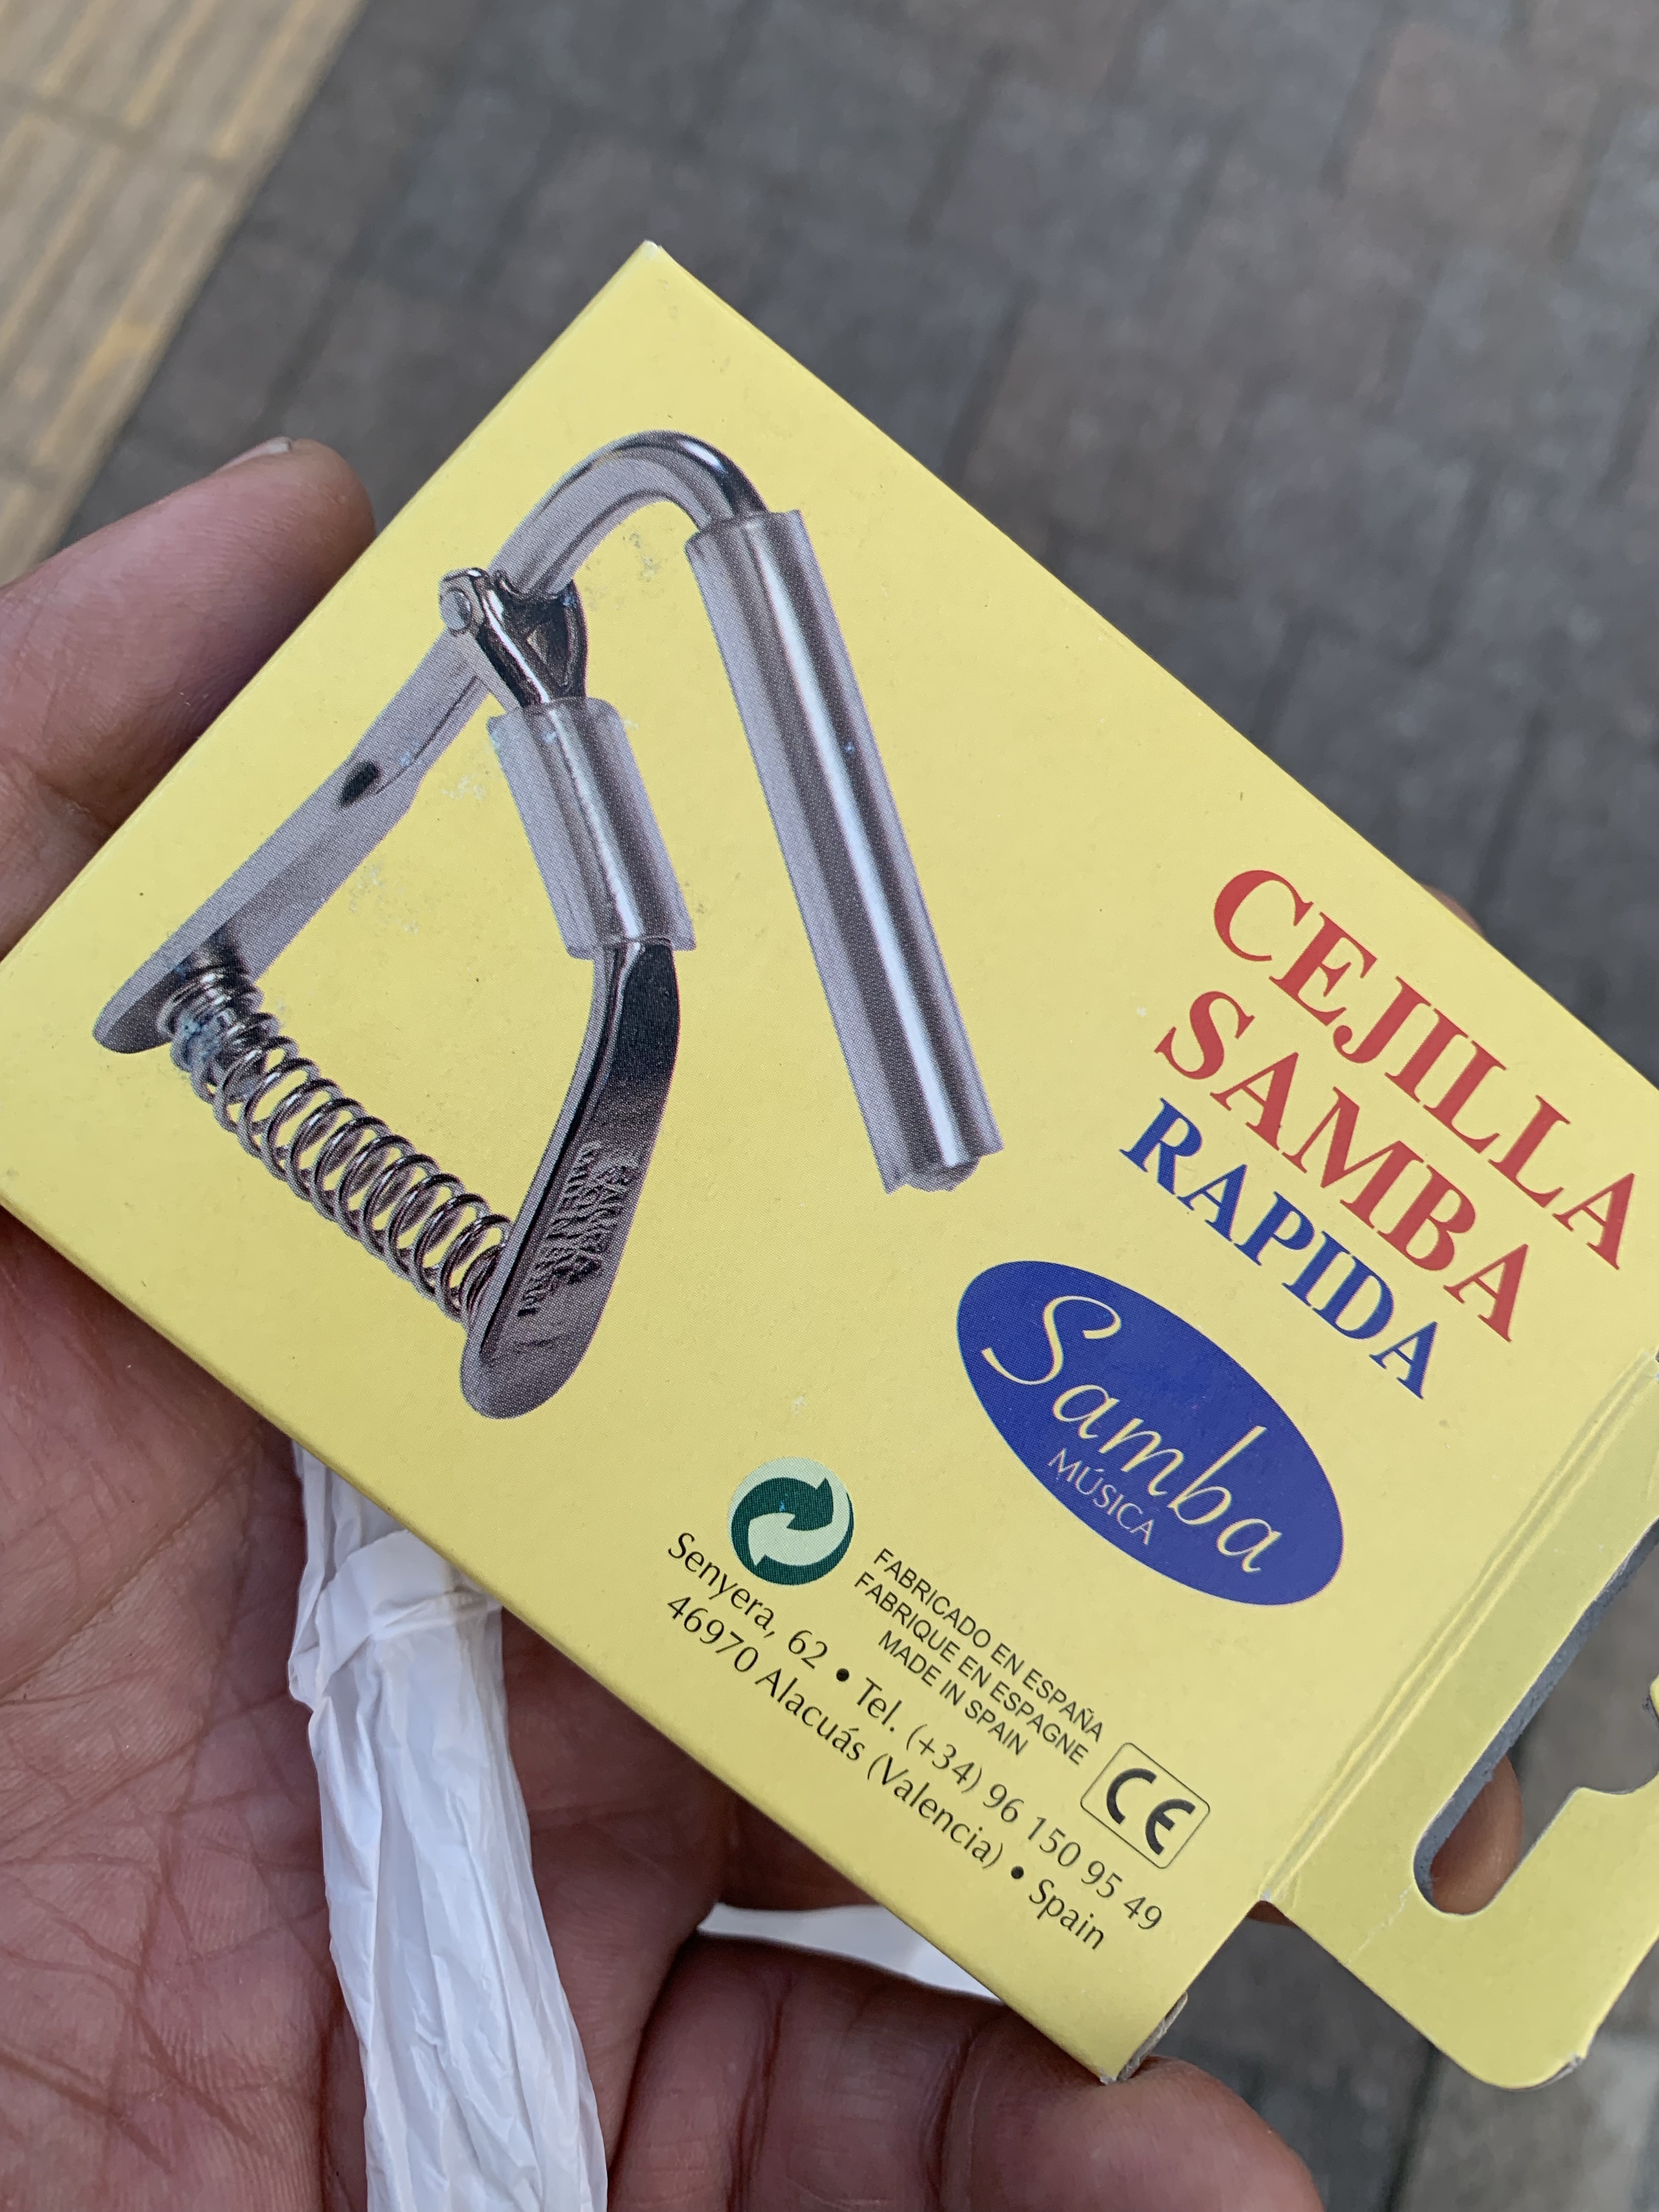 CEJILLA
SAMBA
RAPIDA
Samba
MÚSICA
FABRICADO EN ESPAÑA
FABRIQUE EN ESPAGNE
MADE IN SPAIN
CE
Senyera, 62 • Tel. (+34) 96 150 95 49
46970 Alacuás (Valencia) • Spain